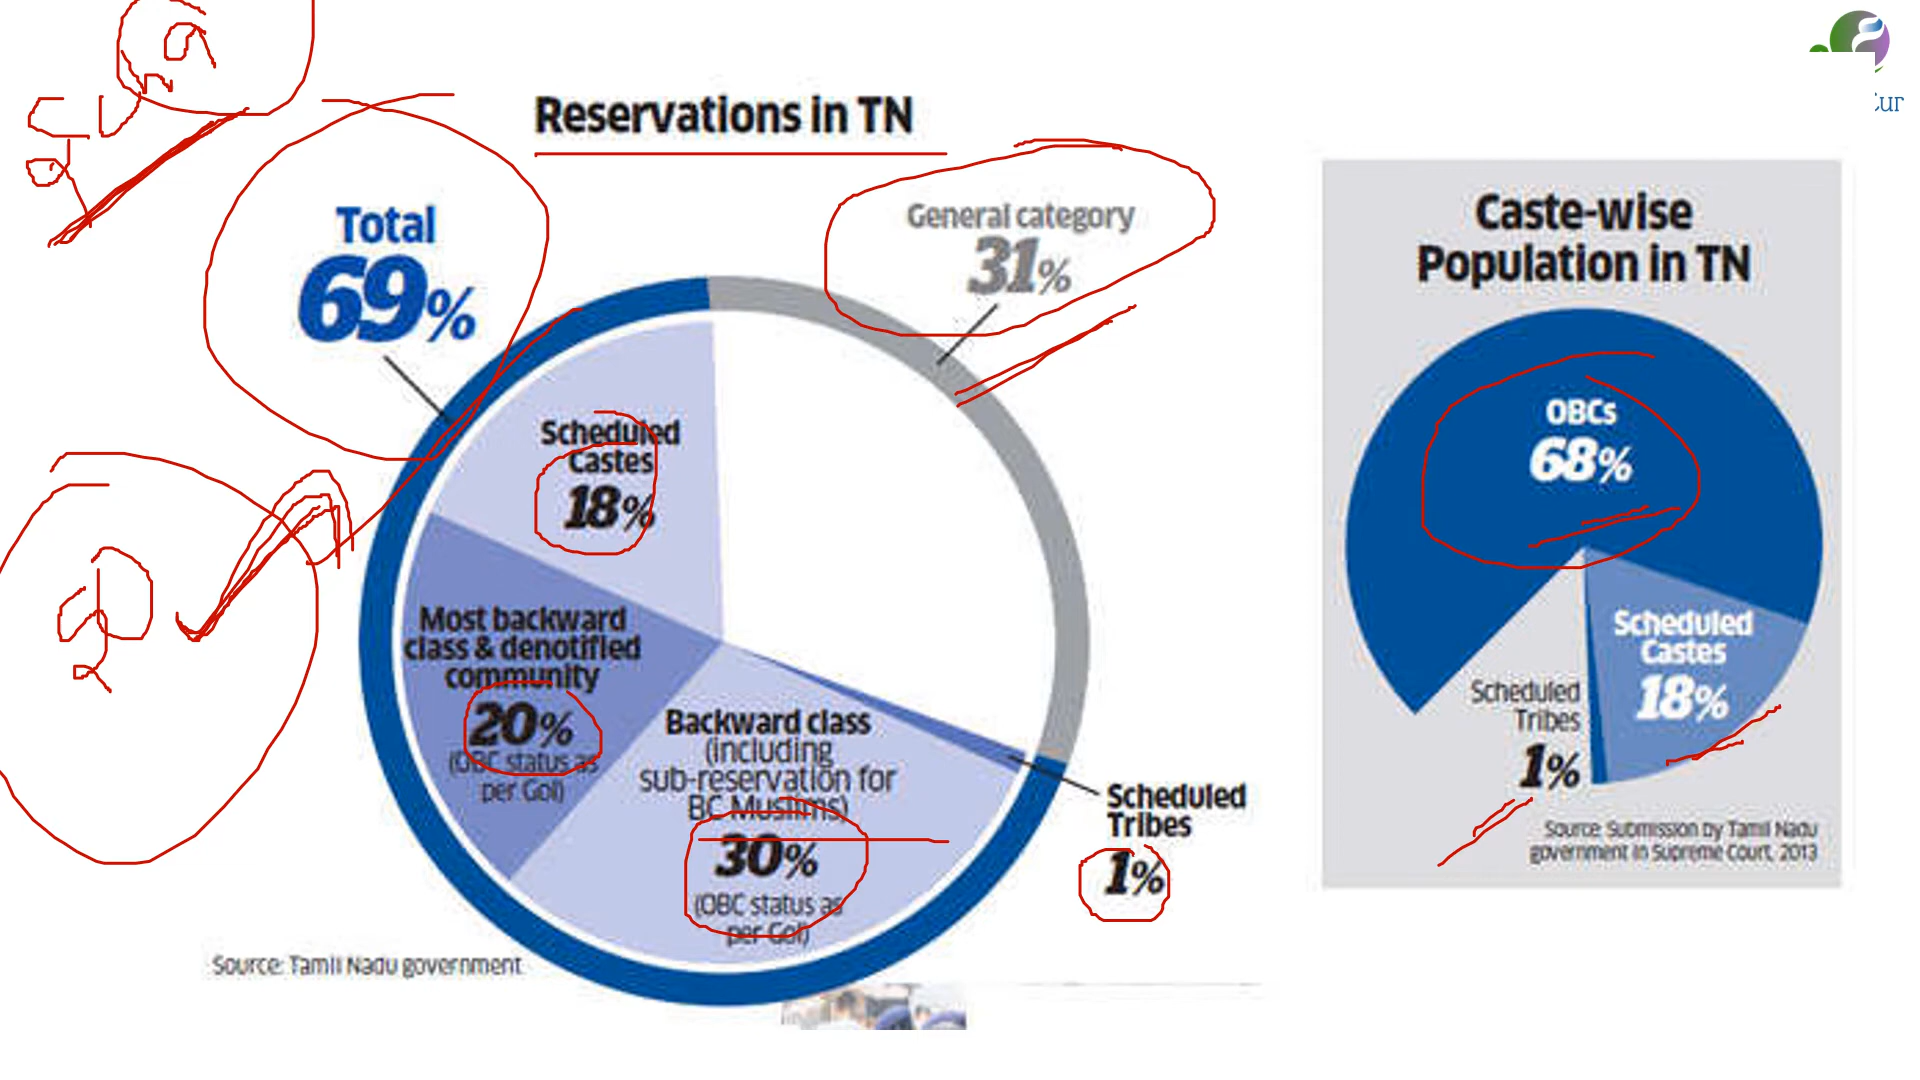 Reservations in TN
Total
69%
General category
31%
Scheduled
Castes
18%
Most backward
class & denotified
community
20%
(OBC status as
per GoI)
Backward class
(including
sub-reservation for
BC Muslims)
30%
(OBC status as
per GoI)
Scheduled
Tribes
1%
Source: Tamil Nadu government
Caste-wise
Population in TN
OBCs
68%
Scheduled
Castes
18%
Scheduled
Tribes
1%
Source: Submission by Tamil Nadu
government in Supreme Court, 2013